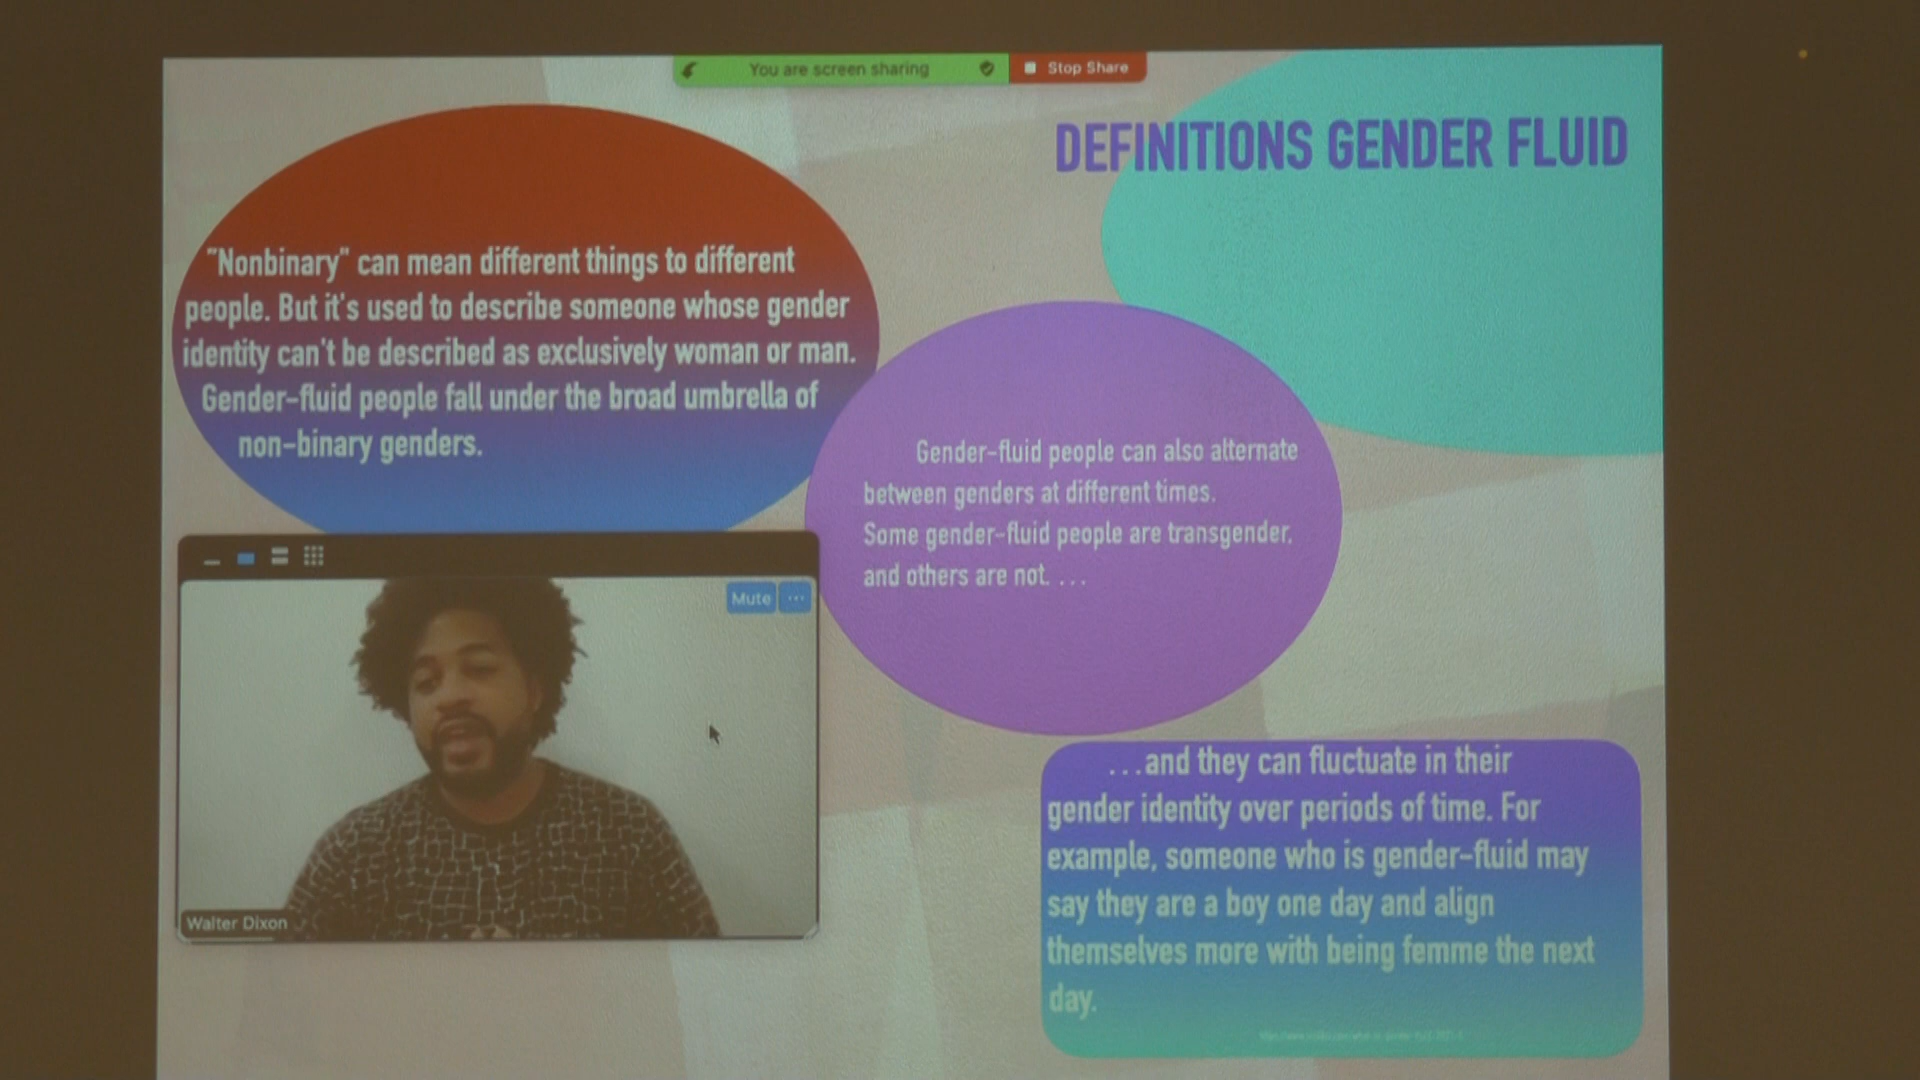 You are screen sharing
Stop Share
DEFINITIONS GENDER FLUID
"Nonbinary" can mean different things to different
people. But it's used to describe someone whose gender
identity can't be described as exclusively woman or man.
Gender-fluid people fall under the broad umbrella of
non-binary genders.
Gender-fluid people can also alternate
between genders at different times.
Some gender-fluid people are transgender,
and others are not. ...
Mute ...
Walter Dixon
...and they can fluctuate in their
gender identity over periods of time. For
example, someone who is gender-fluid may
say they are a boy one day and align
themselves more with being femme the next
day.